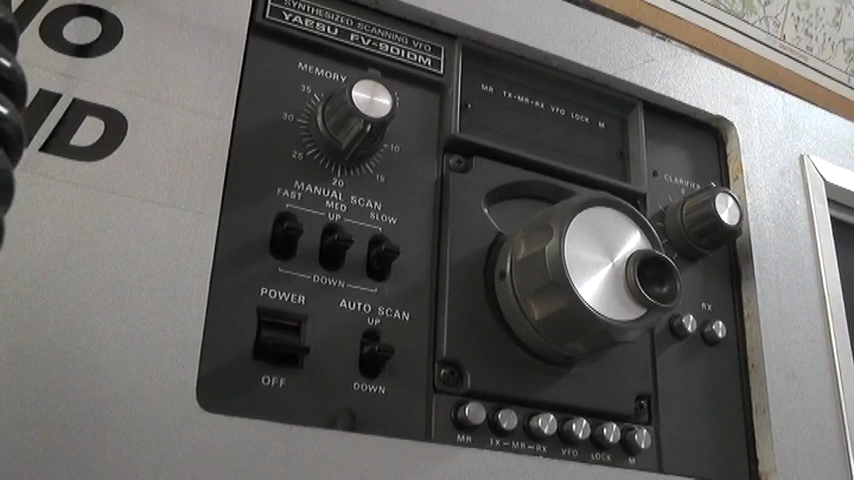 ND
SYNTHESIZED SCANNING VFO
YAESU FV-901DM
MEMORY
35
30
25
20
15
10
MANUAL SCAN
FAST MED SLOW
UP
DOWN
POWER
OFF
AUTO SCAN
UP
DOWN
MR TX-MR-RX VFO LOCK M
CLARIFIER
0
RX
MR TX-MR-RX VFO LOCK M